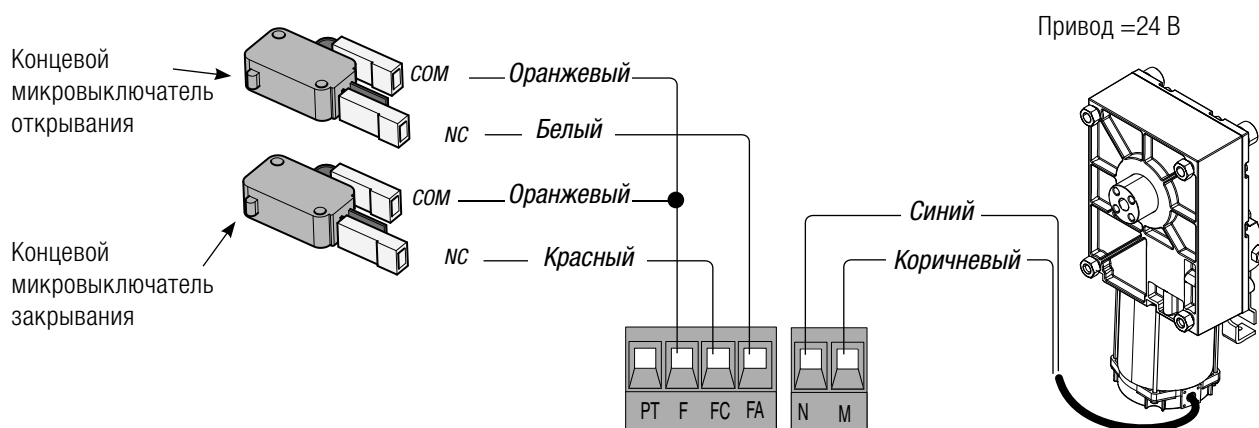 Привод =24 В
Концевой
микровыключатель
открывания
COM
Оранжевый
NC
Белый
COM
Оранжевый
NC
Красный
Концевой
микровыключатель
закрывания
Синий
Коричневый
PT F FC FA N M